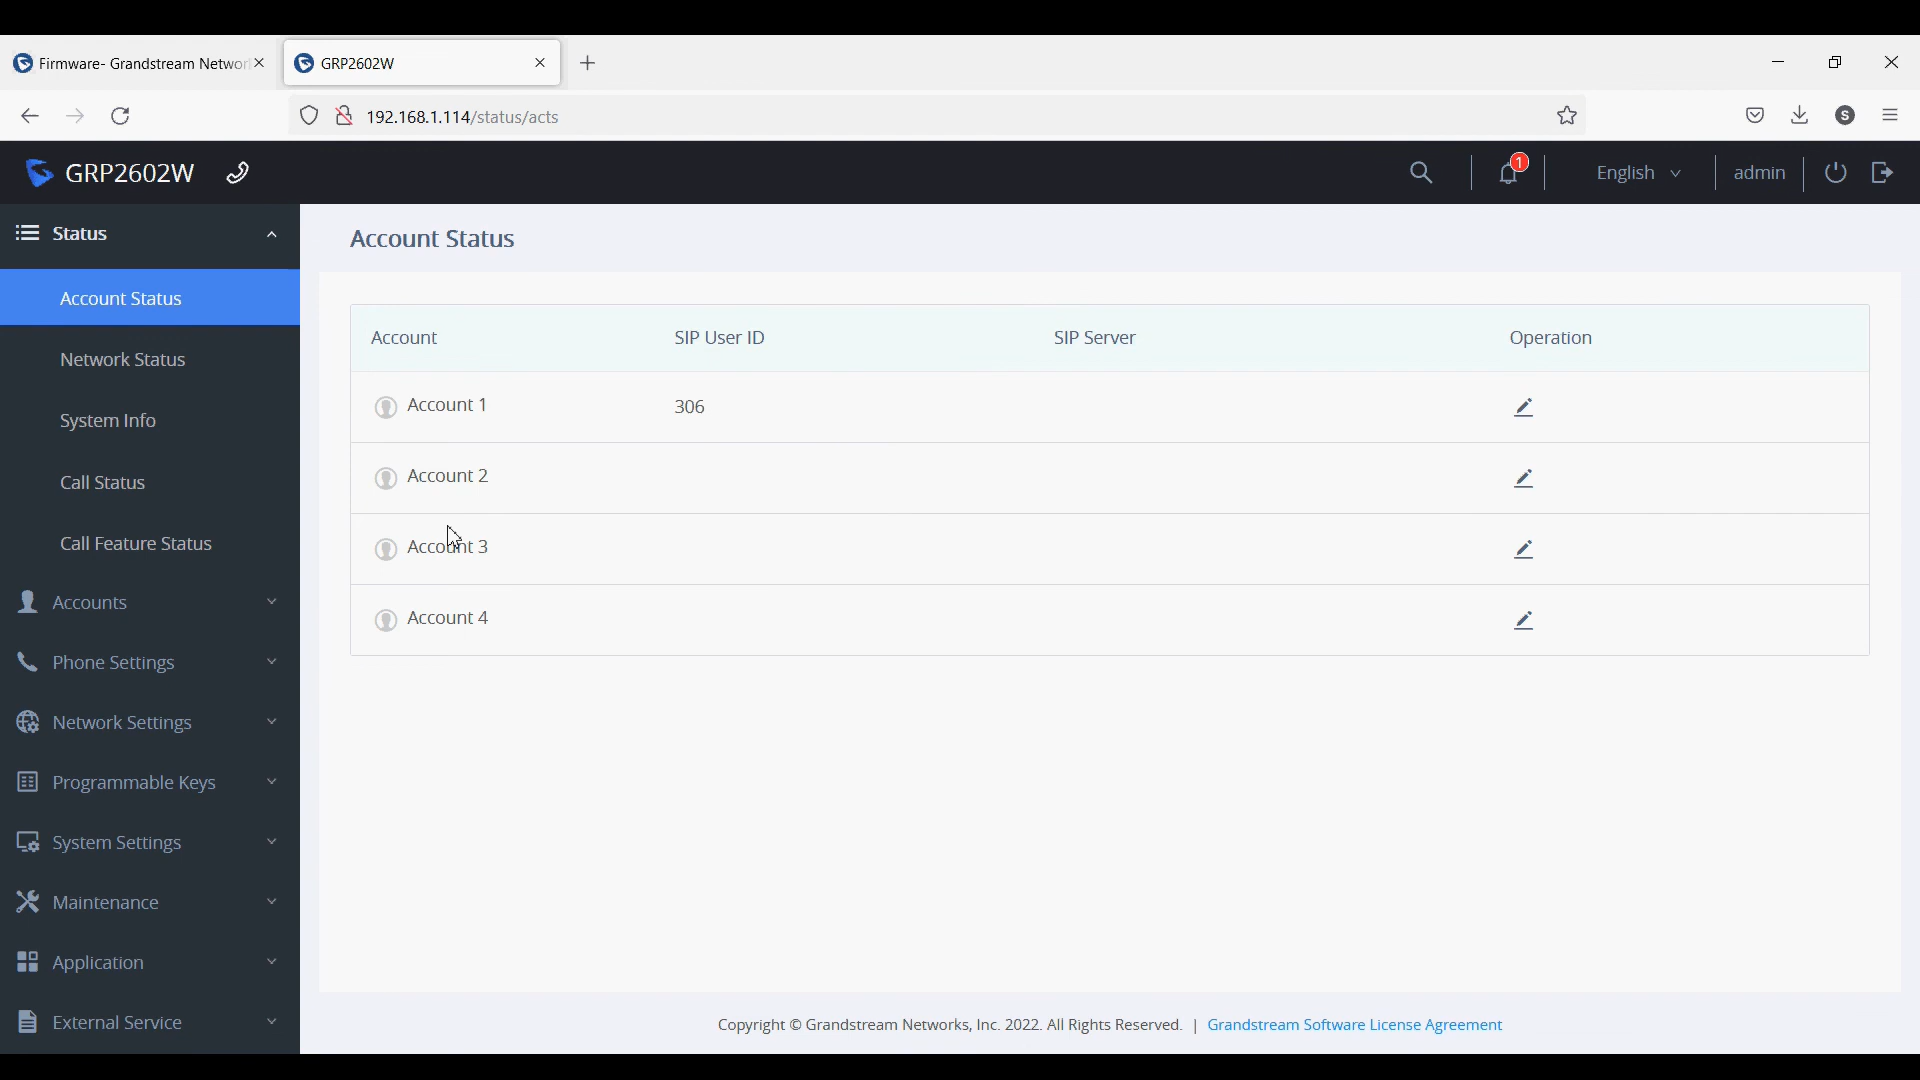 Firmware- Grandstream Networ
GRP2602W
192.168.1.114/status/acts
S
GRP2602W
1
English
admin
Status
Account Status
Network Status
System Info
Call Status
Call Feature Status
Accounts
Phone Settings
Network Settings
Programmable Keys
System Settings
Maintenance
Application
External Service
Account Status
Account SIP User ID SIP Server Operation
Account 1 306
Account 2
Account 3
Account 4
Copyright © Grandstream Networks, Inc. 2022. All Rights Reserved. | Grandstream Software License Agreement